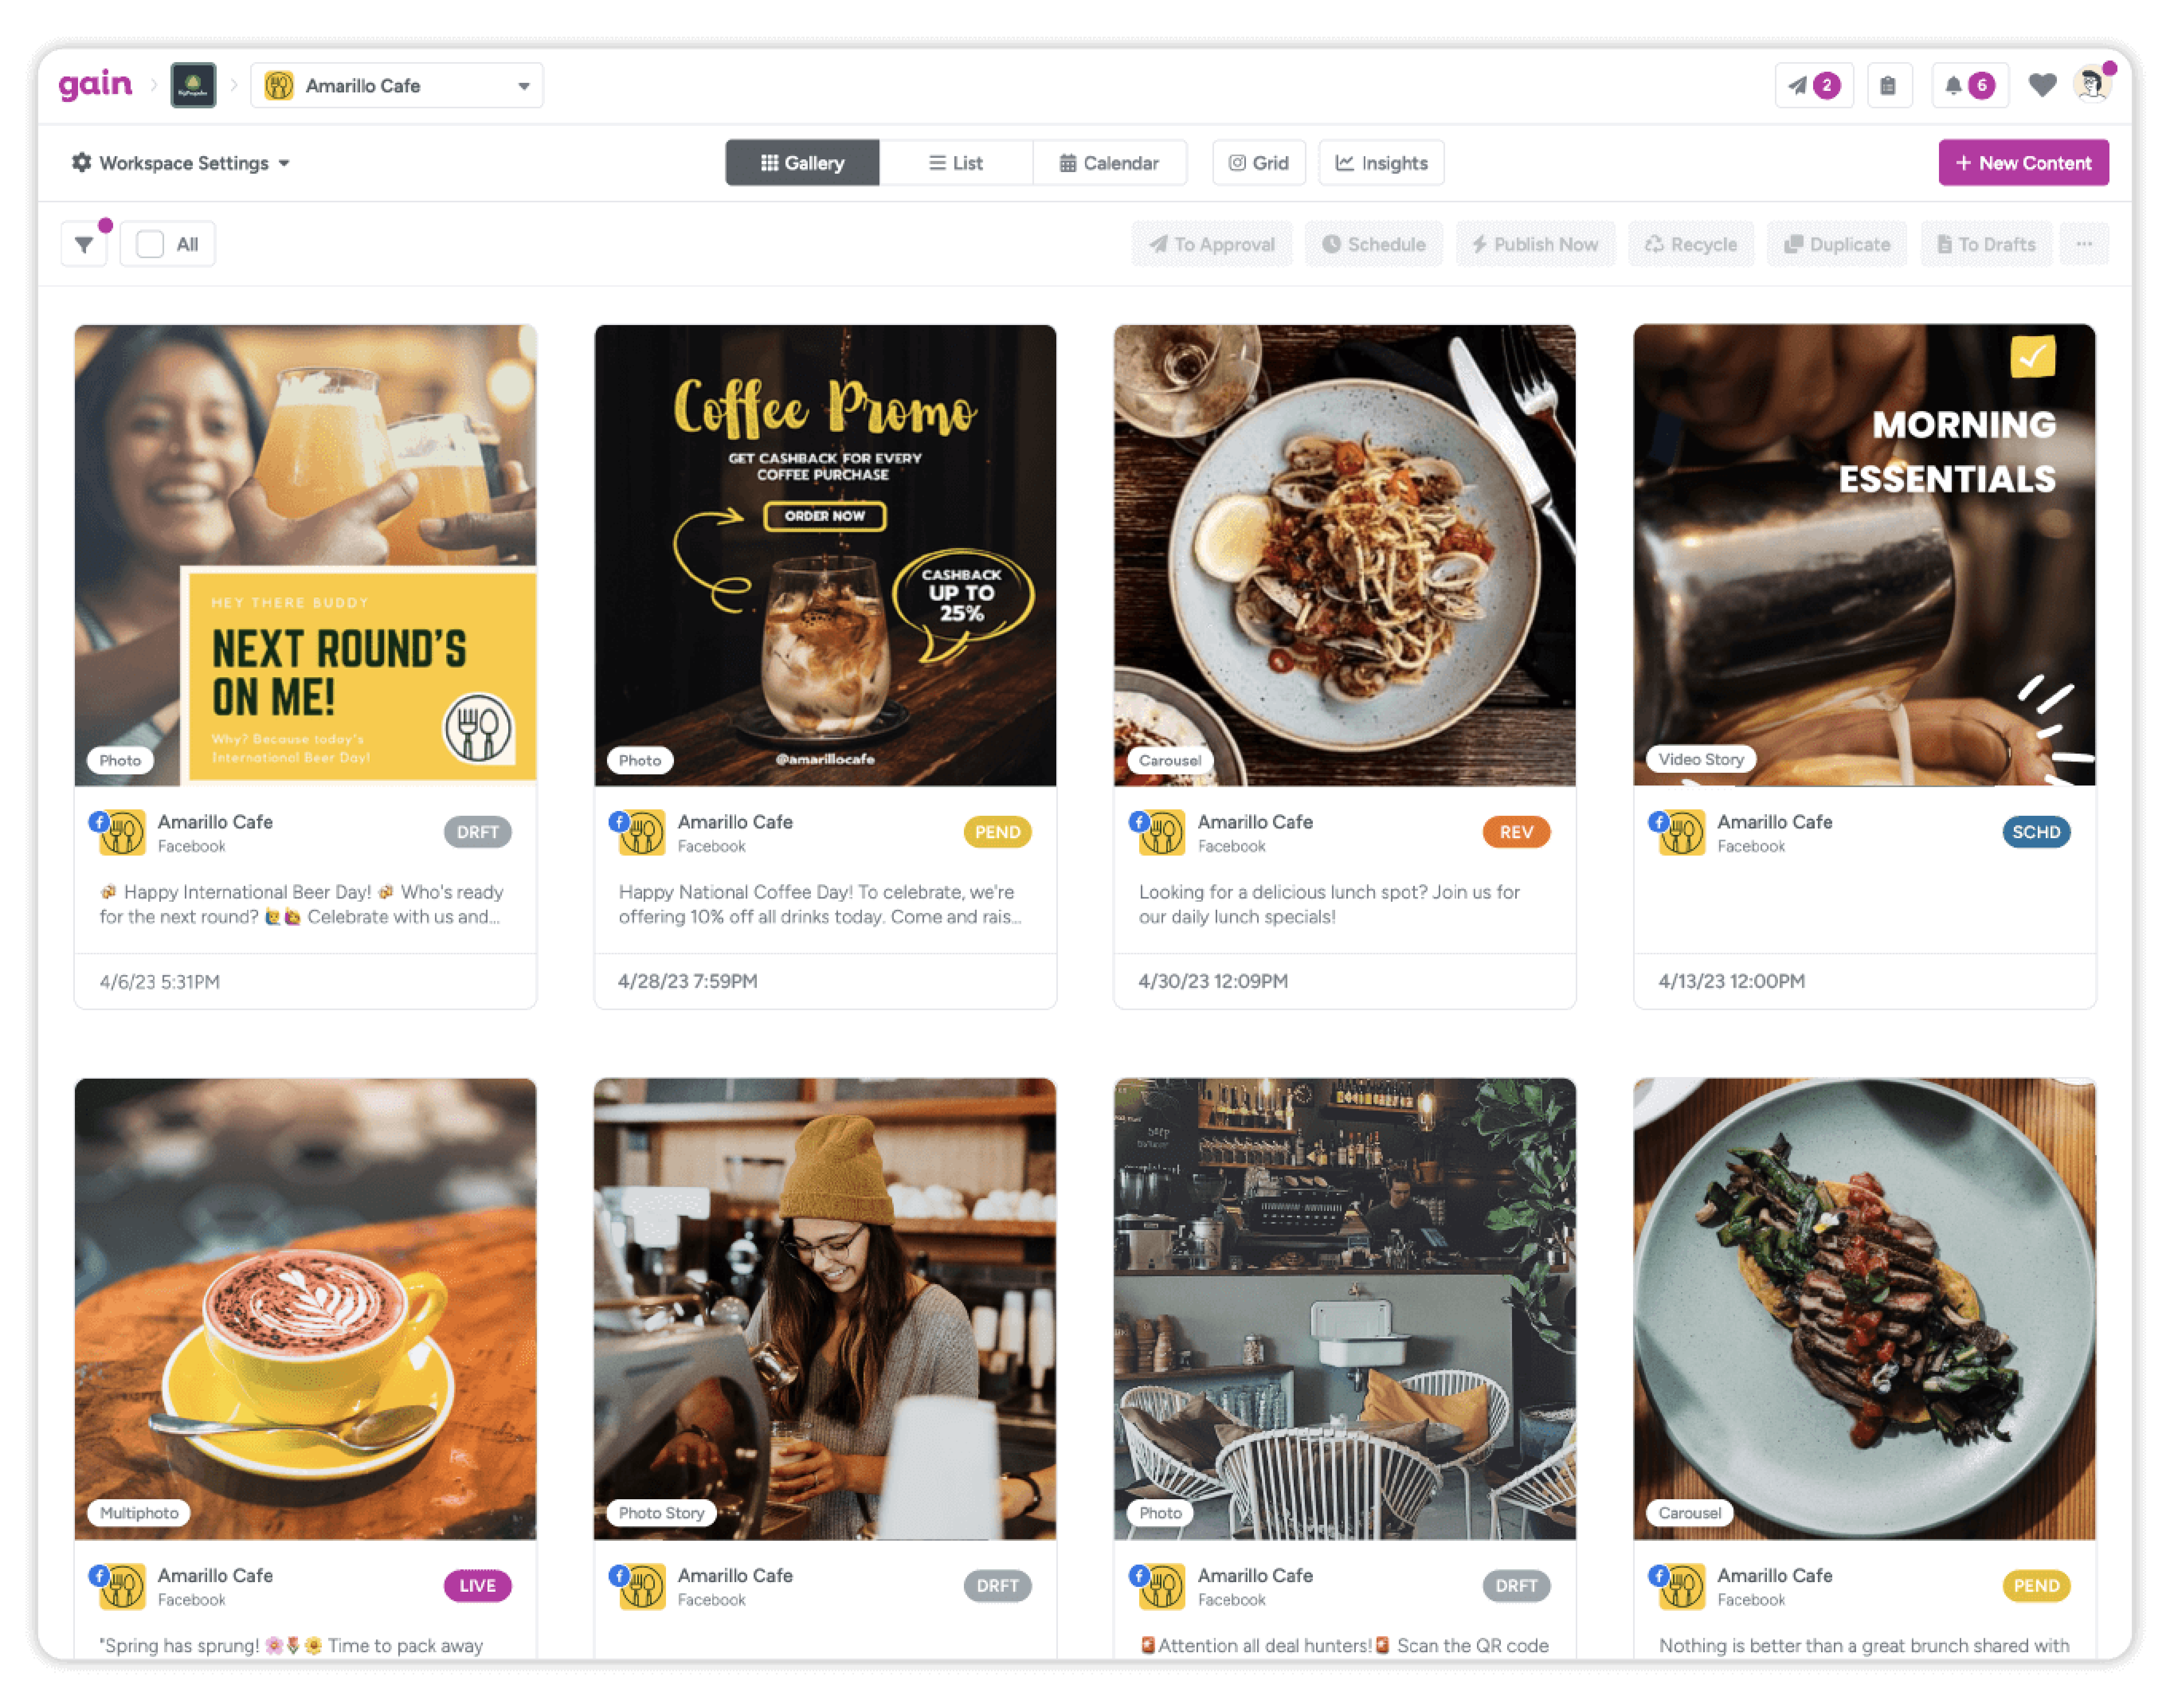 gain
Amarillo Cafe
2
6
Workspace Settings
Gallery
List
Calendar
Grid
Insights
+ New Content
All
To Approval
Schedule
Publish Now
Recycle
Duplicate
To Drafts
...
HEY THERE BUDDY
NEXT ROUND'S
ON ME!
Why? Because today's
International Beer Day!
Photo
Amarillo Cafe
Facebook
DRFT
🍻 Happy International Beer Day! 🍻 Who's ready
for the next round? 🙋‍♂️🙋‍♀️ Celebrate with us and...
4/6/23 5:31PM
Coffee Promo
GET CASHBACK FOR EVERY
COFFEE PURCHASE
ORDER NOW
CASHBACK
UP TO
25%
@amarillocafe
Photo
Amarillo Cafe
Facebook
PEND
Happy National Coffee Day! To celebrate, we're
offering 10% off all drinks today. Come and rais...
4/28/23 7:59PM
Carousel
Amarillo Cafe
Facebook
REV
Looking for a delicious lunch spot? Join us for
our daily lunch specials!
4/30/23 12:09PM
MORNING
ESSENTIALS
Video Story
Amarillo Cafe
Facebook
SCHD
4/13/23 12:00PM
Multiphoto
Amarillo Cafe
Facebook
LIVE
"Spring has sprung! 🌸🌷🌼 Time to pack away
Photo Story
Amarillo Cafe
Facebook
DRFT
Photo
Amarillo Cafe
Facebook
DRFT
🚨Attention all deal hunters!🚨 Scan the QR code
Carousel
Amarillo Cafe
Facebook
PEND
Nothing is better than a great brunch shared with